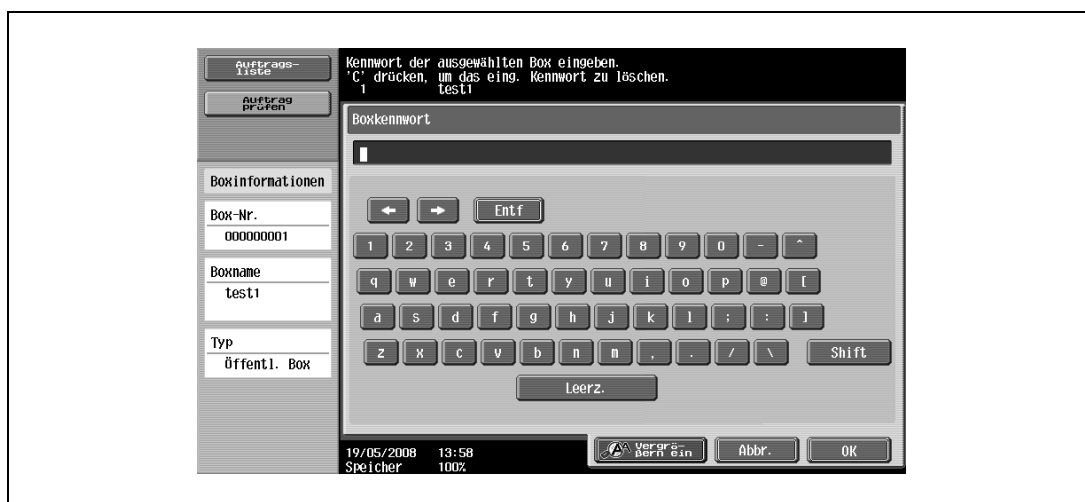 Auftrags-
liste
Auftrag
prüfen
Kennwort der ausgewählten Box eingeben.
'C' drücken, um das eing. Kennwort zu löschen.
1 test1
Boxkennwort
Boxinformationen
Box-Nr.
000000001
Boxname
test1
Typ
Öffentl. Box
← → Entf
1 2 3 4 5 6 7 8 9 0 - ^
q w e r t y u i o p @ [
a s d f g h j k l ; : ]
z x c v b n m , . / \ Shift
Leerz.
19/05/2008 13:58
Speicher 100%
Vergrö-
ßern ein
Abbr. OK